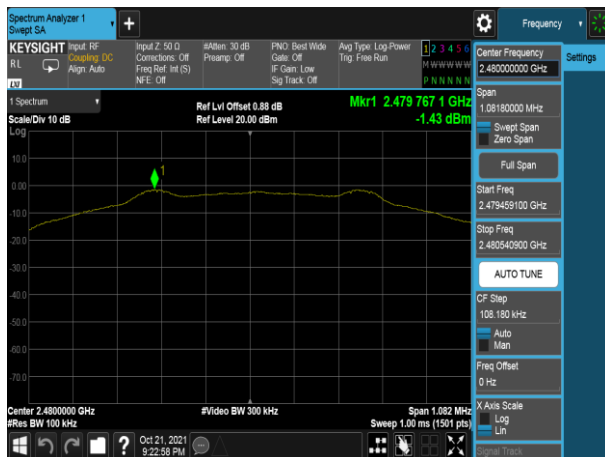 Spectrum Analyzer 1
Swept SA
Frequency
KEYSIGHT
RL
LXI
Input: RF
Coupling: DC
Align: Auto
Input Z: 50 Ω
Corrections: Off
Freq Ref: Int (S)
NFE: Off
#Atten: 30 dB
Preamp: Off
PNO: Best Wide
Gate: Off
IF Gain: Low
Sig Track: Off
Avg Type: Log-Power
Trig: Free Run
1 2 3 4 5 6
M W W W W W
P N N N N N
1 Spectrum
Scale/Div 10 dB
Log
Ref Lvl Offset 0.88 dB
Ref Level 20.00 dBm
Mkr1 2.479 767 1 GHz
-1.43 dBm
1
10.0
0.00
-10.0
-20.0
-30.0
-40.0
-50.0
-60.0
-70.0
Center 2.4800000 GHz
#Res BW 100 kHz
#Video BW 300 kHz
Span 1.082 MHz
Sweep 1.00 ms (1501 pts)
Oct 21, 2021
9:22:58 PM
Center Frequency
2.480000000 GHz
Settings
Span
1.08180000 MHz
Swept Span
Zero Span
Full Span
Start Freq
2.479459100 GHz
Stop Freq
2.480540900 GHz
AUTO TUNE
CF Step
108.180 kHz
Auto
Man
Freq Offset
0 Hz
X Axis Scale
Log
Lin
Signal Track